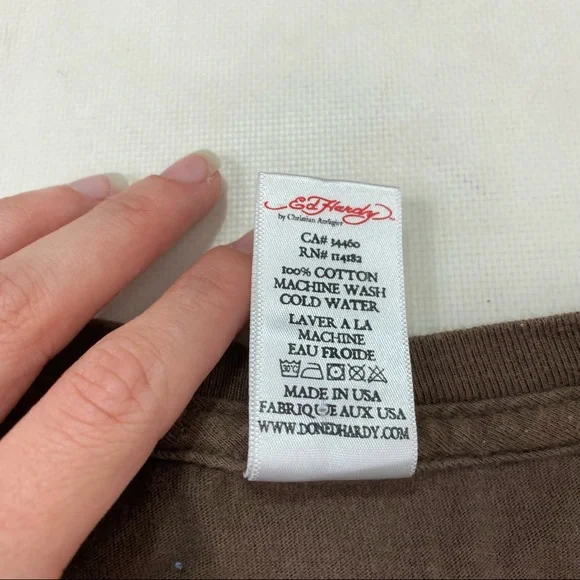 Ed Hardy
by Christian Audigier
CA# 34460
RN# 114182
100% COTTON
MACHINE WASH
COLD WATER
LAVER A LA
MACHINE
EAU FROIDE
30°C
MADE IN USA
FABRIQUE AUX USA
WWW.DONEDHARDY.COM